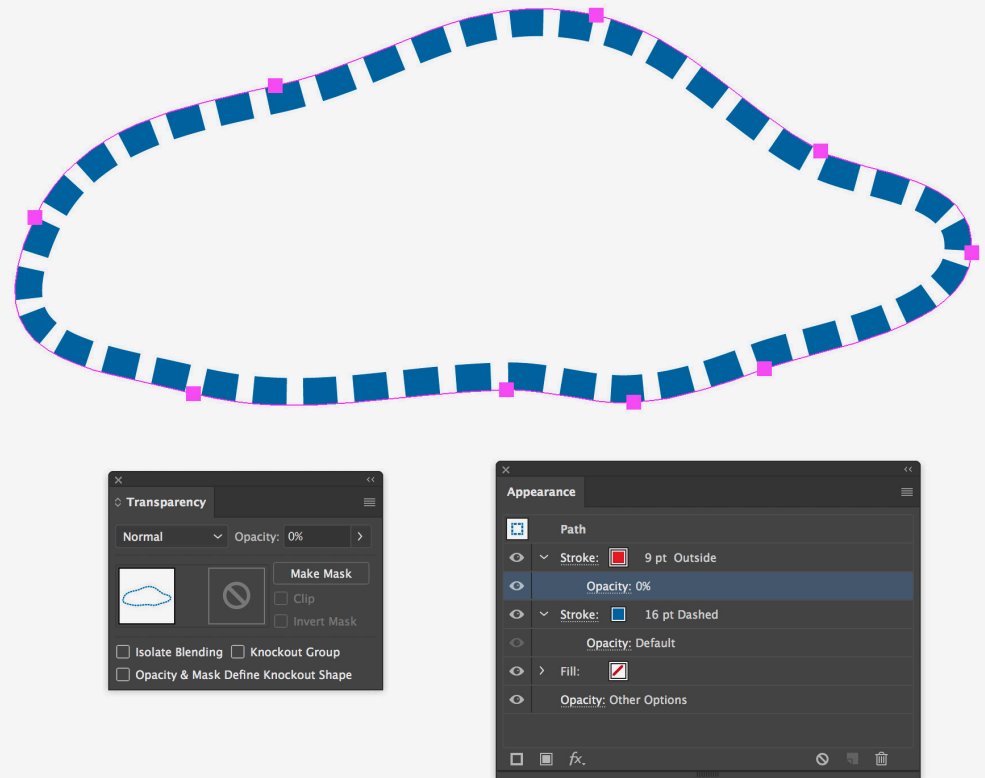 Transparency
Normal Opacity: 0%
Make Mask
Clip
Invert Mask
Isolate Blending Knockout Group
Opacity & Mask Define Knockout Shape
Appearance
Path
Stroke: 9 pt Outside
Opacity: 0%
Stroke: 16 pt Dashed
Opacity: Default
Fill:
Opacity: Other Options
fx.